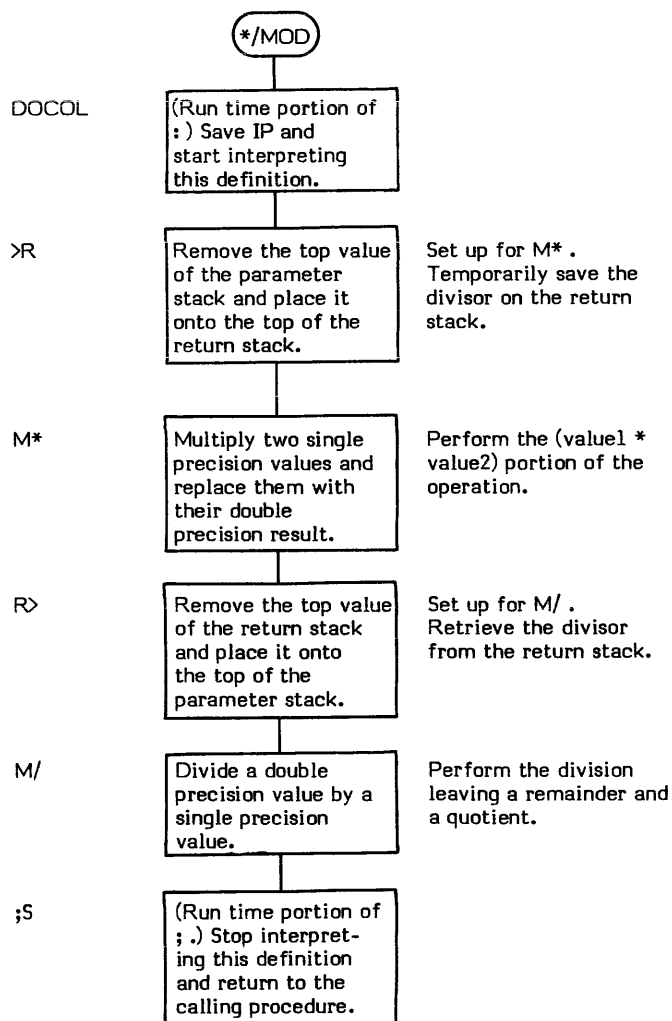 */MOD
DOCOL
(Run time portion of
: ) Save IP and
start interpreting
this definition.
>R
Remove the top value
of the parameter
stack and place it
onto the top of the
return stack.
Set up for M* .
Temporarily save the
divisor on the return
stack.
M*
Multiply two single
precision values and
replace them with
their double
precision result.
Perform the (value1 *
value2) portion of the
operation.
R>
Remove the top value
of the return stack
and place it onto
the top of the
parameter stack.
Set up for M/ .
Retrieve the divisor
from the return stack.
M/
Divide a double
precision value by a
single precision
value.
Perform the division
leaving a remainder and
a quotient.
;S
(Run time portion of
; .) Stop interpret-
ing this definition
and return to the
calling procedure.